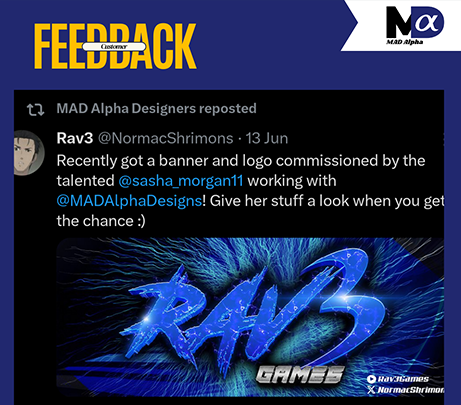 FEEDBACK
Customer
MDα
MAD Alpha
MAD Alpha Designers reposted
Rav3 @NormacShrimons · 13 Jun
Recently got a banner and logo commissioned by the
talented @sasha_morgan11 working with
@MADAlphaDesigns! Give her stuff a look when you get
the chance :)
RAV3
GAMES
Rav3Games
X NormacShrimon